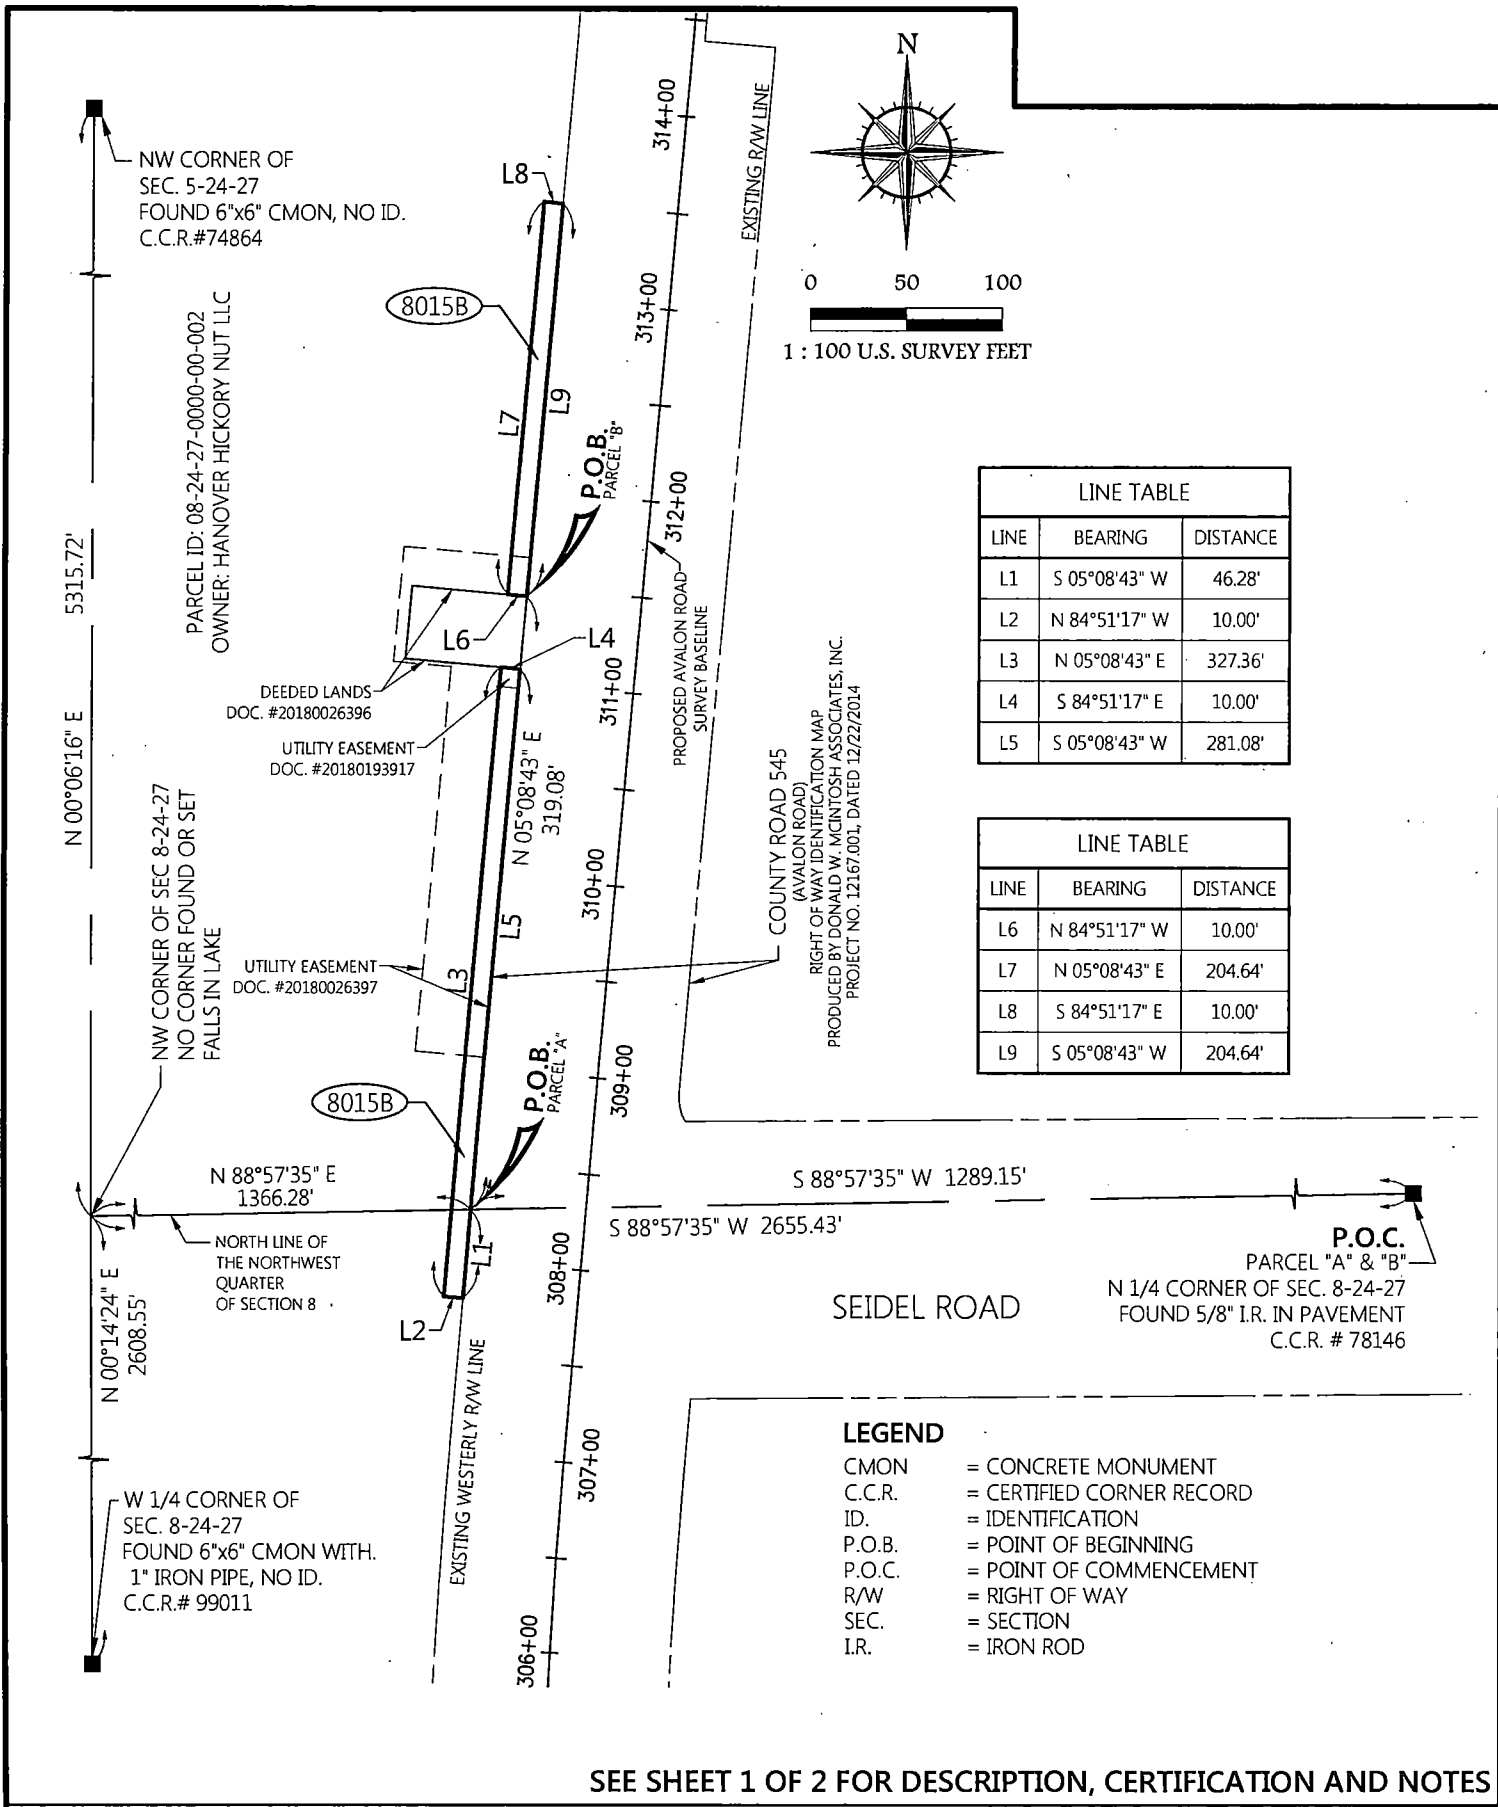 N
0 50 100
1 : 100 U.S. SURVEY FEET
NW CORNER OF
SEC. 5-24-27
FOUND 6"x6" CMON, NO ID.
C.C.R.#74864
PARCEL ID: 08-24-27-0000-00-002
OWNER: HANOVER HICKORY NUT LLC
5315.72'
N 00°06'16" E
NW CORNER OF SEC 8-24-27
NO CORNER FOUND OR SET
FALLS IN LAKE
L8
8015B
L7
L9
P.O.B.
PARCEL "B"
L6
L4
DEEDED LANDS
DOC. #20180026396
UTILITY EASEMENT
DOC. #20180193917
N 05°08'43" E
319.08'
L5
L3
UTILITY EASEMENT
DOC. #20180026397
8015B
P.O.B.
PARCEL "A"
314+00
313+00
312+00
311+00
310+00
309+00
308+00
307+00
306+00
EXISTING R/W LINE
PROPOSED AVALON ROAD
SURVEY BASELINE
COUNTY ROAD 545
(AVALON ROAD)
RIGHT OF WAY IDENTIFICATION MAP
PRODUCED BY DONALD W. MCINTOSH ASSOCIATES, INC.
PROJECT NO. 12167.001, DATED 12/22/2014
LINE TABLE
LINE BEARING DISTANCE
L1 S 05°08'43" W 46.28'
L2 N 84°51'17" W 10.00'
L3 N 05°08'43" E 327.36'
L4 S 84°51'17" E 10.00'
L5 S 05°08'43" W 281.08'
LINE TABLE
LINE BEARING DISTANCE
L6 N 84°51'17" W 10.00'
L7 N 05°08'43" E 204.64'
L8 S 84°51'17" E 10.00'
L9 S 05°08'43" W 204.64'
N 88°57'35" E
1366.28'
S 88°57'35" W 1289.15'
S 88°57'35" W 2655.43'
NORTH LINE OF
THE NORTHWEST
QUARTER
OF SECTION 8
L1
L2
N 00°14'24" E
2608.55'
EXISTING WESTERLY R/W LINE
SEIDEL ROAD
P.O.C.
PARCEL "A" & "B"
N 1/4 CORNER OF SEC. 8-24-27
FOUND 5/8" I.R. IN PAVEMENT
C.C.R. # 78146
W 1/4 CORNER OF
SEC. 8-24-27
FOUND 6"x6" CMON WITH.
1" IRON PIPE, NO ID.
C.C.R.# 99011
LEGEND
CMON = CONCRETE MONUMENT
C.C.R. = CERTIFIED CORNER RECORD
ID. = IDENTIFICATION
P.O.B. = POINT OF BEGINNING
P.O.C. = POINT OF COMMENCEMENT
R/W = RIGHT OF WAY
SEC. = SECTION
I.R. = IRON ROD
SEE SHEET 1 OF 2 FOR DESCRIPTION, CERTIFICATION AND NOTES